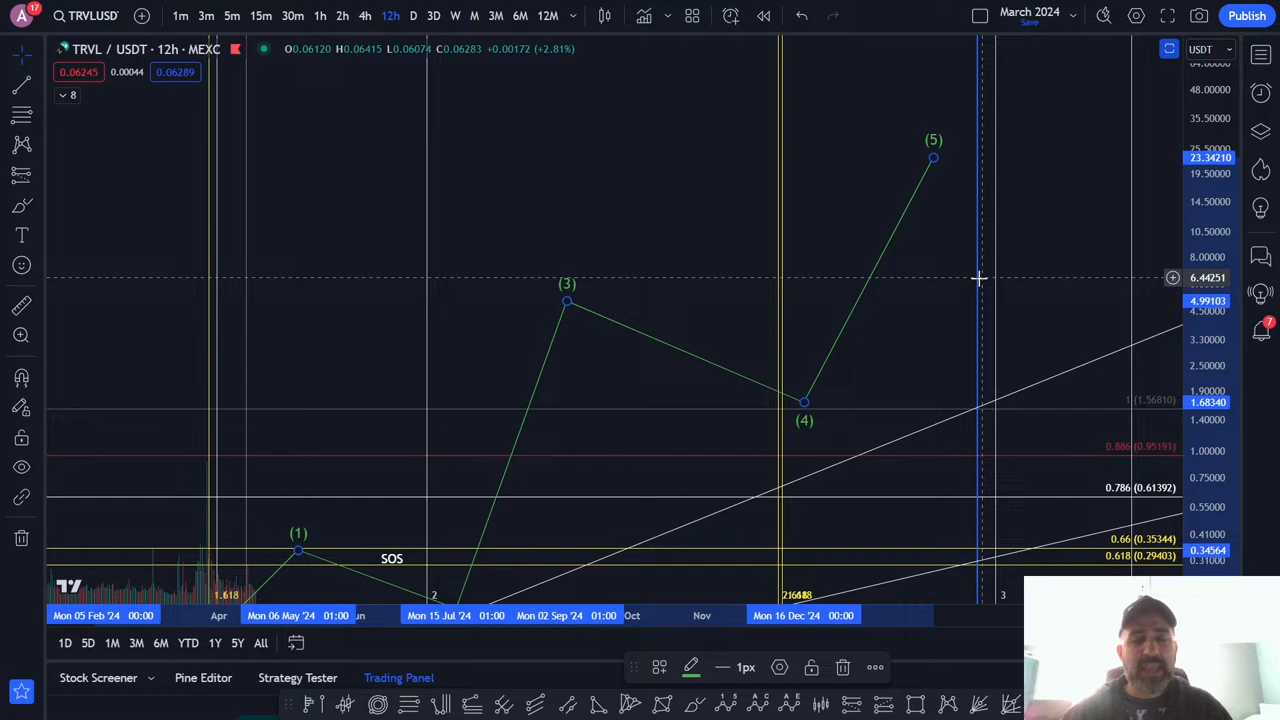 A 17 TRVLUSD 1m 3m 5m 15m 30m 1h 2h 4h 12h D 3D W M 3M 6M 12M March 2024 Save Publish
TRVL / USDT · 12h · MEXC O0.06120 H0.06415 L0.06074 C0.06283 +0.00172 (+2.81%) USDT
0.06245 0.00044 0.06289
8
48.00000
35.50000
(5)
23.34210
19.50000
14.50000
10.50000
8.00000
6.44251
(3)
4.99103
4.50000
3.30000
2.50000
1.90000
1 (1.56810) 1.68340
(4) 1.40000
0.886 (0.95191) 1.00000
0.75000
0.786 (0.61392)
0.55000
(1) 0.41000
0.66 (0.35344) 0.34564
SOS 0.618 (0.29403) 0.31000
1.618 2 3
Mon 05 Feb '24 00:00 Apr Mon 06 May '24 01:00 Mon 15 Jul '24 01:00 Mon 02 Sep '24 01:00 Oct Nov Mon 16 Dec '24 00:00
1D 5D 1M 3M 6M YTD 1Y 5Y All
1px
Stock Screener Pine Editor Strategy Tester Trading Panel
7